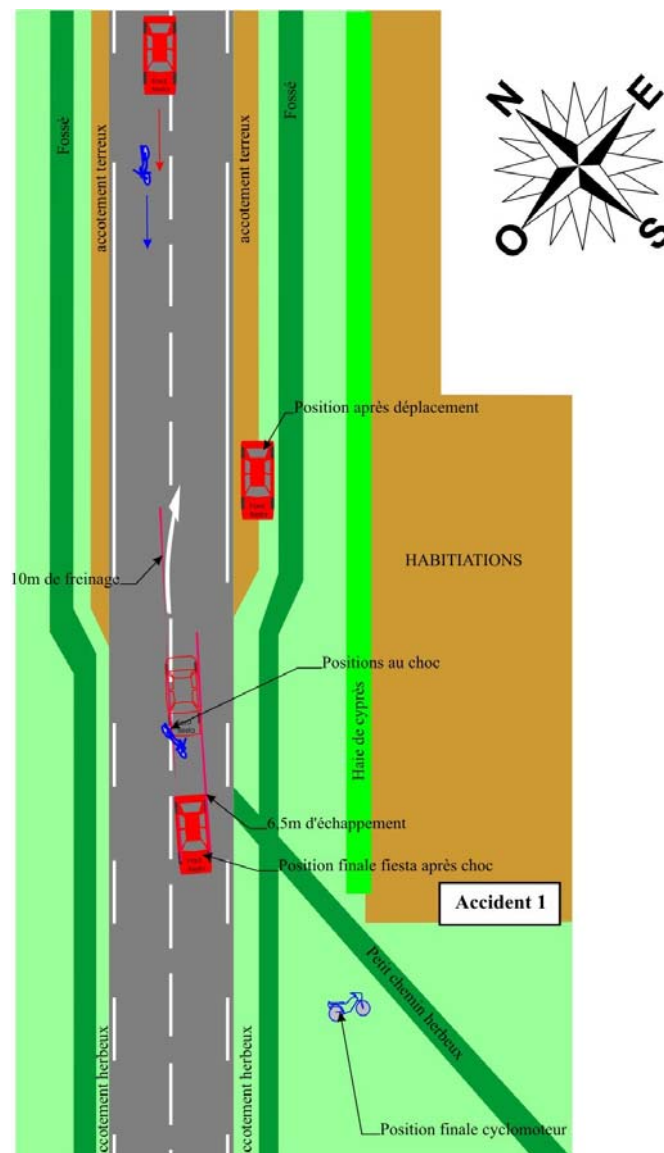 Fossé
accotement terreux
accotement terreux
Fossé
N
E
O
S
Position après déplacement
10m de freinage
HABITIATIONS
Positions au choc
Haie de cyprès
6,5m d'échappement
Position finale fiesta après choc
Accident 1
Petit chemin herbeux
accotement herbeux
accotement herbeux
Position finale cyclomoteur